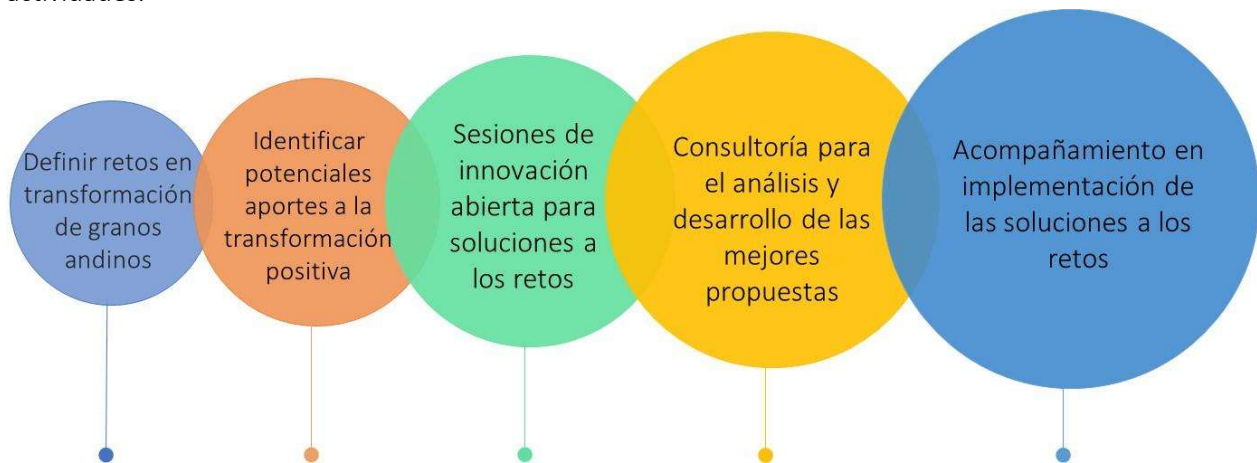 Definir retos en
transformación
de granos
andinos
Identificar
potenciales
aportes a la
transformación
positiva
Sesiones de
innovación
abierta para
soluciones a
los retos
Consultoría para
el análisis y
desarrollo de las
mejores
propuestas
Acompañamiento en
implementación de
las soluciones a los
retos